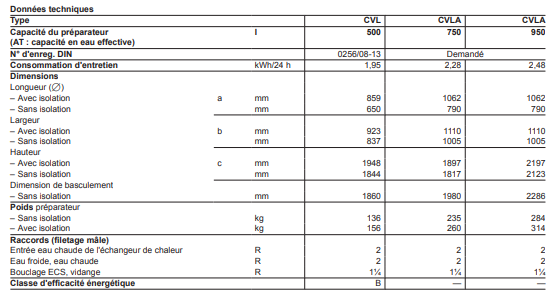 Données techniques
Type CVL CVLA CVLA
Capacité du préparateur l 500 750 950
(AT : capacité en eau effective)
N° d'enreg. DIN 0256/08-13 Demandé
Consommation d'entretien kWh/24 h 1,95 2,28 2,48
Dimensions
Longueur (∅)
– Avec isolation a mm 859 1062 1062
– Sans isolation mm 650 790 790
Largeur
– Avec isolation b mm 923 1110 1110
– Sans isolation mm 837 1005 1005
Hauteur
– Avec isolation c mm 1948 1897 2197
– Sans isolation mm 1844 1817 2123
Dimension de basculement
– Sans isolation mm 1860 1980 2286
Poids préparateur
– Sans isolation kg 136 235 284
– Avec isolation kg 156 260 314
Raccords (filetage mâle)
Entrée eau chaude de l'échangeur de chaleur R 2 2 2
Eau froide, eau chaude R 2 2 2
Bouclage ECS, vidange R 1¼ 1¼ 1¼
Classe d'efficacité énergétique B — —